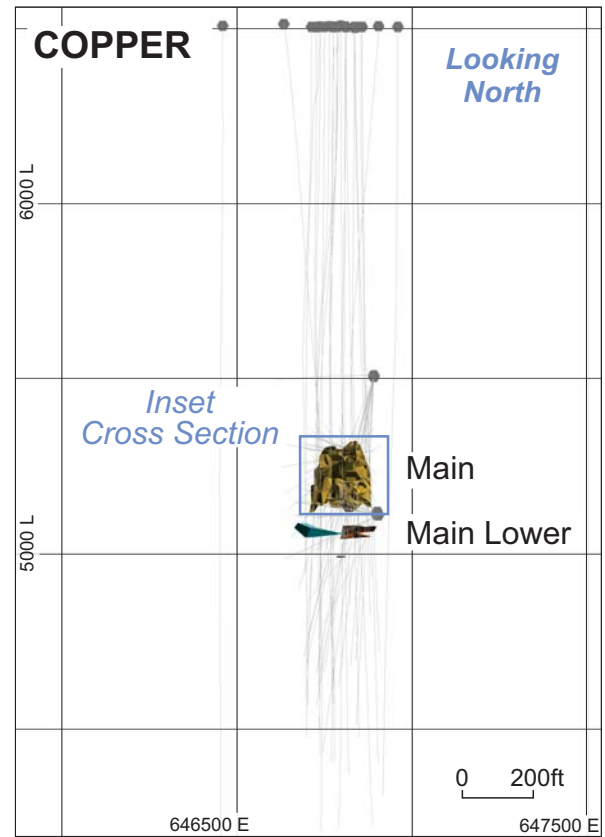 COPPER
Looking
North
6000 L
Inset
Cross Section
Main
Main Lower
5000 L
0 200ft
646500 E
647500 E